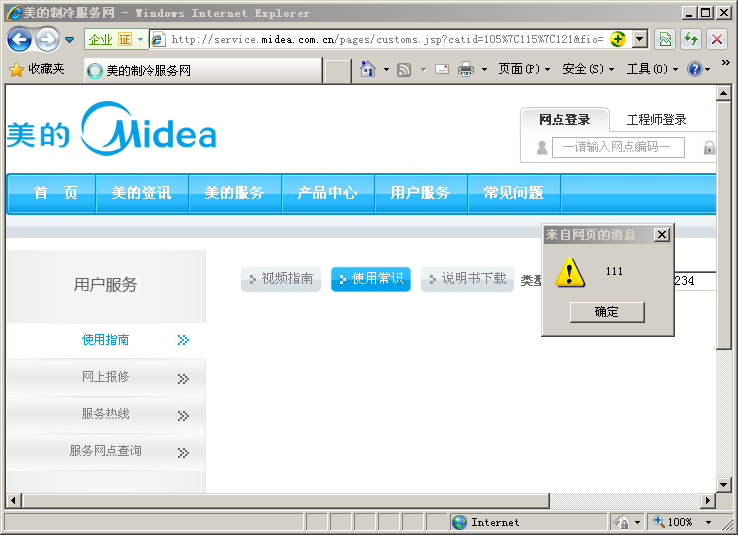 美的制冷服务网 - Windows Internet Explorer
企业 证 http://service.midea.com.cn/pages/customs.jsp?catid=105%7C115%7C121&fio=
收藏夹 美的制冷服务网 页面(P) 安全(S) 工具(O)
美的 Midea
网点登录 工程师登录
—请输入网点编码—
首 页 美的资讯 美的服务 产品中心 用户服务 常见问题
来自网页的消息
111
确定
用户服务
视频指南 使用常识 说明书下载 类型 234
使用指南
网上报修
服务热线
服务网点查询
Internet 100%